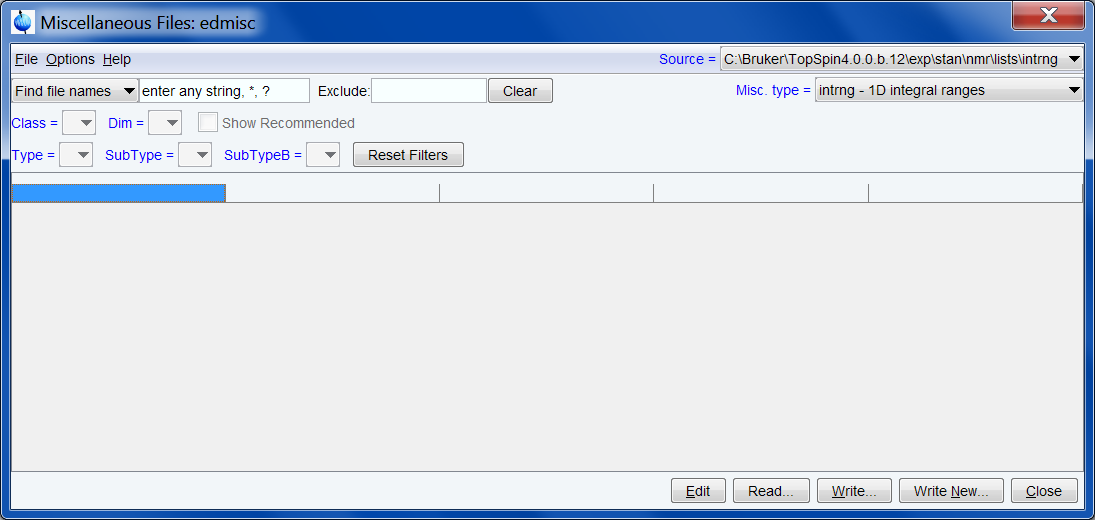 Miscellaneous Files: edmisc
File Options Help Source = C:\Bruker\TopSpin4.0.0.b.12\exp\stan\nmr\lists\intrng
Find file names enter any string, *, ? Exclude: Clear Misc. type = intrng - 1D integral ranges
Class = Dim = Show Recommended
Type = SubType = SubTypeB = Reset Filters
Edit Read... Write... Write New... Close